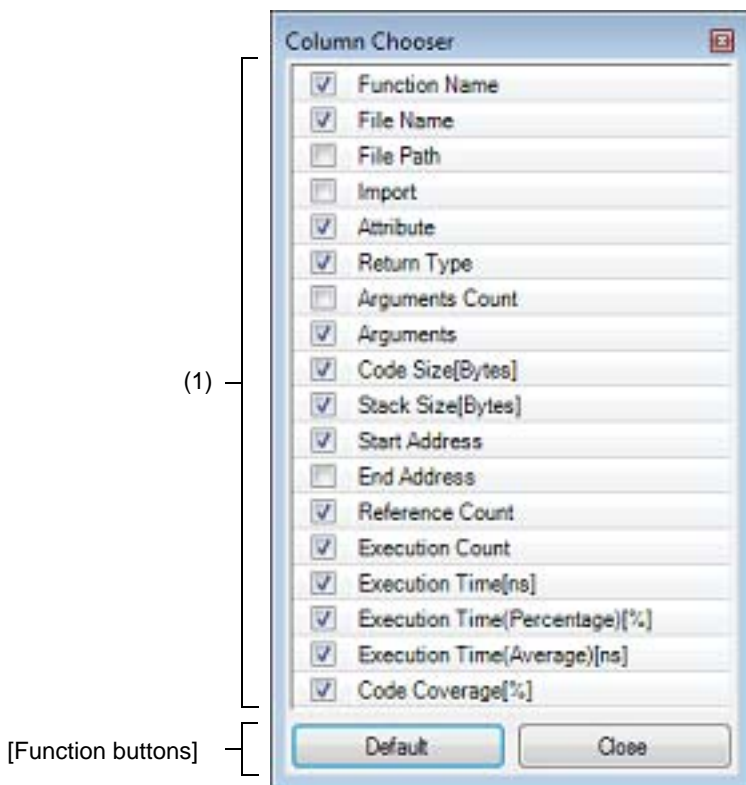 Column Chooser
Function Name
File Name
File Path
Import
Attribute
Return Type
Arguments Count
Arguments
(1)
Code Size[Bytes]
Stack Size[Bytes]
Start Address
End Address
Reference Count
Execution Count
Execution Time[ns]
Execution Time(Percentage)[%]
Execution Time(Average)[ns]
Code Coverage[%]
[Function buttons]
Default
Close